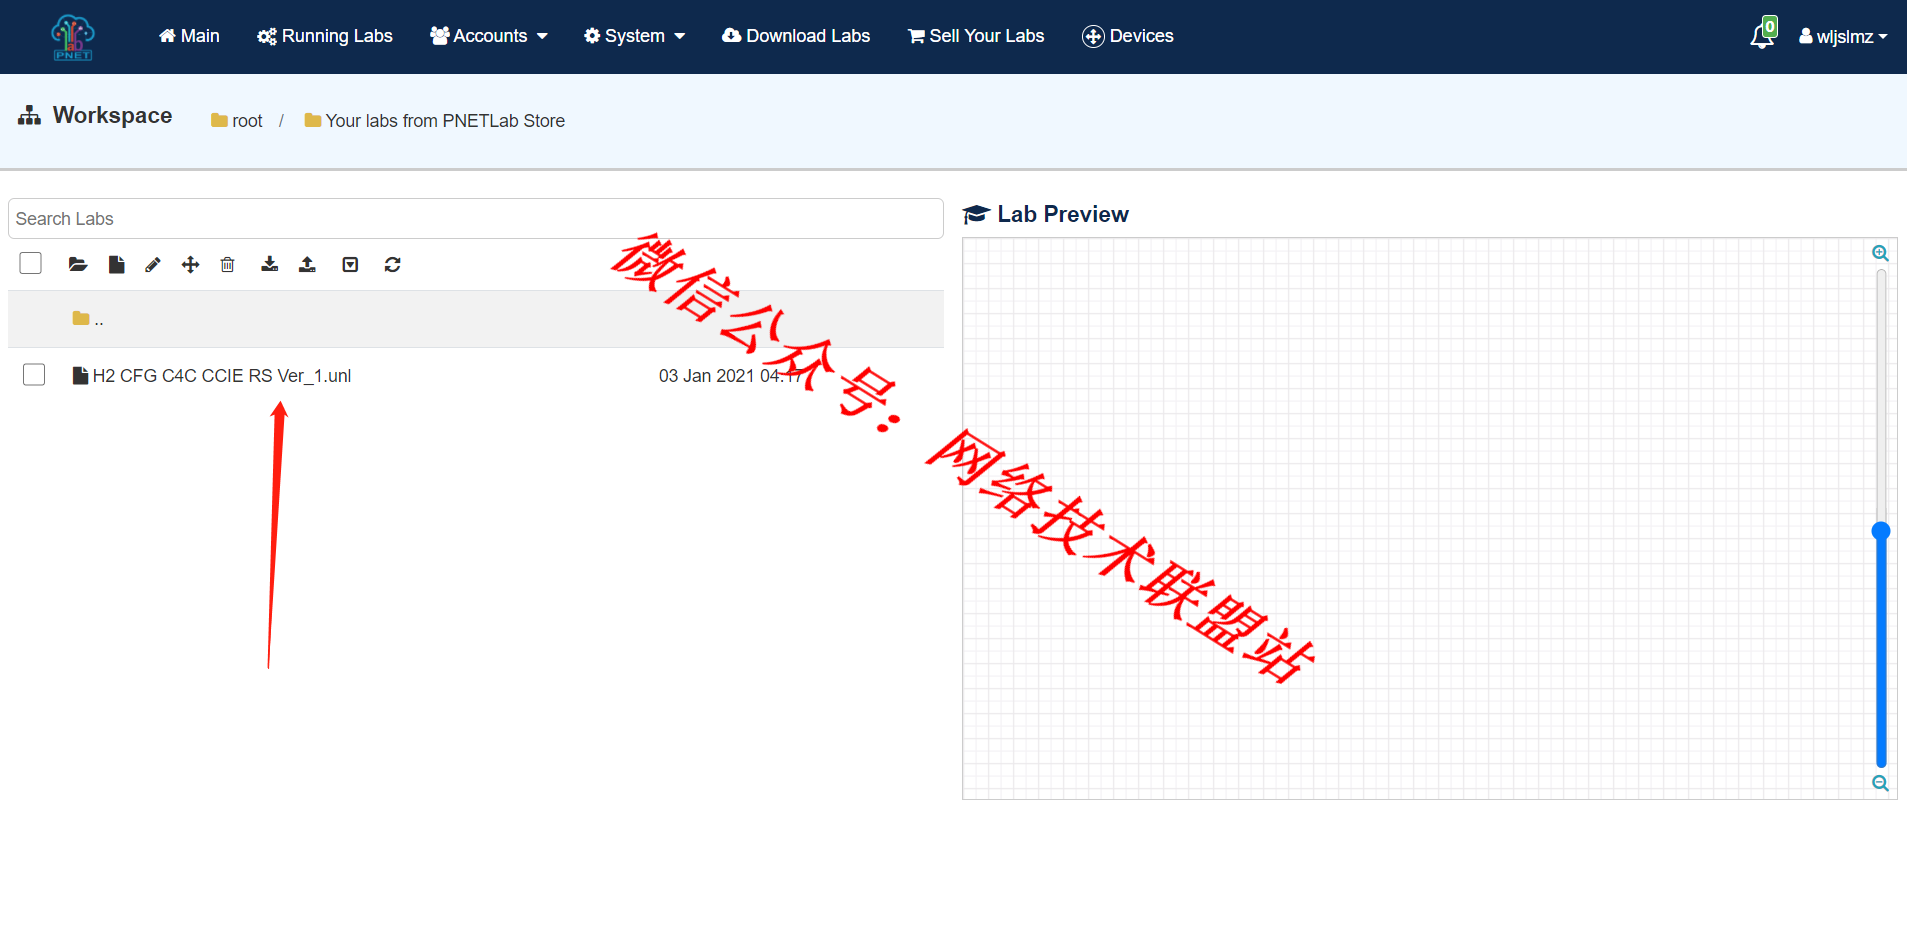 lab
PNET
Main
Running Labs
Accounts
System
Download Labs
Sell Your Labs
Devices
0
wljslmz
Workspace
root / Your labs from PNETLab Store
Search Labs
Lab Preview
..
H2 CFG C4C CCIE RS Ver_1.unl
03 Jan 2021 04:17
微信公众号：网络技术联盟站